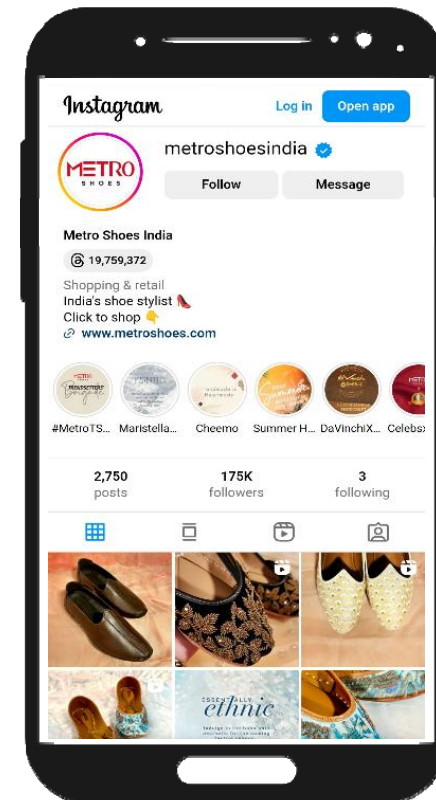 Instagram
Log in
Open app
METRO
SHOES
metroshoesindia
Follow
Message
Metro Shoes India
19,759,372
Shopping & retail
India's shoe stylist
Click to shop
www.metroshoes.com
#MetroTS...
Maristella...
Cheemo
Summer H...
DaVinchiX...
Celebsx
2,750
posts
175K
followers
3
following
ESSENTIALLY
ethnic